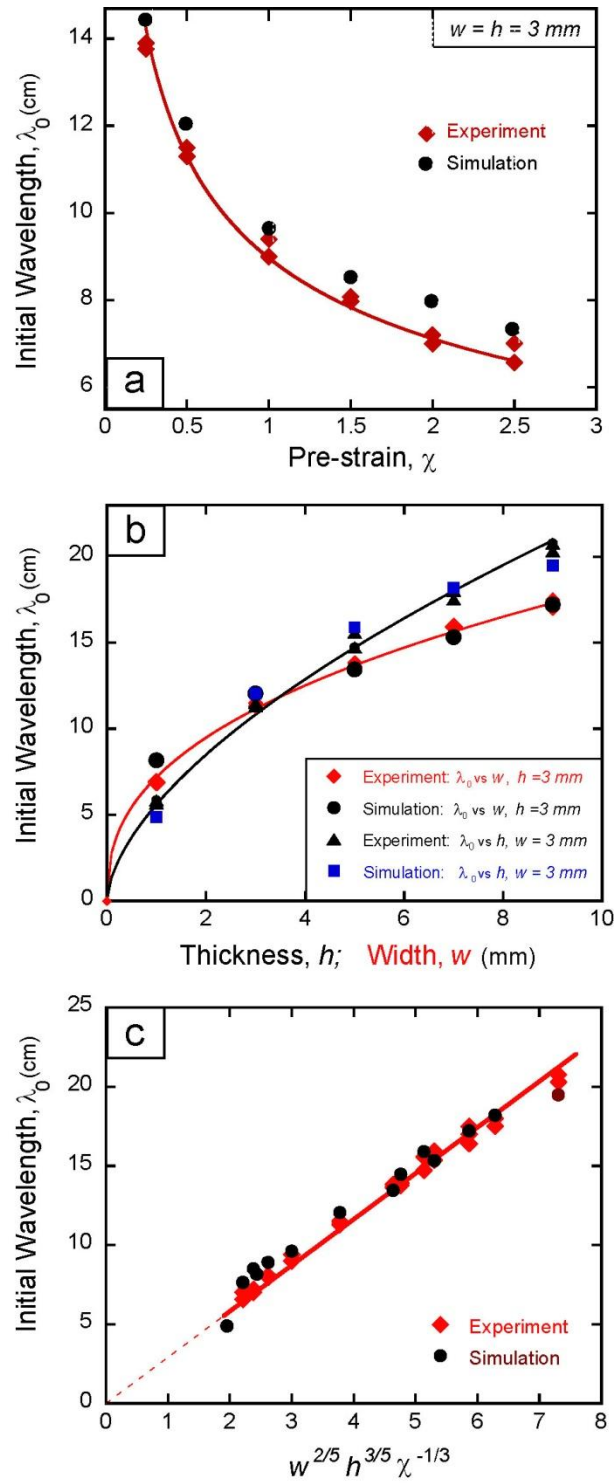 w = h = 3 mm
14
12
10
8
6
Initial Wavelength, λ₀(cm)
Experiment
Simulation
a
0
0.5
1
1.5
2
2.5
3
Pre-strain, χ
b
20
15
10
5
0
Initial Wavelength, λ₀(cm)
Experiment: λ₀ vs w, h =3 mm
Simulation: λ₀ vs w, h =3 mm
Experiment: λ₀ vs h, w = 3 mm
Simulation: λ₀ vs h, w = 3 mm
0
2
4
6
8
10
Thickness, h; Width, w (mm)
c
25
20
15
10
5
0
Initial Wavelength, λ₀(cm)
Experiment
Simulation
0
1
2
3
4
5
6
7
8
w^2/5 h^3/5 χ^-1/3